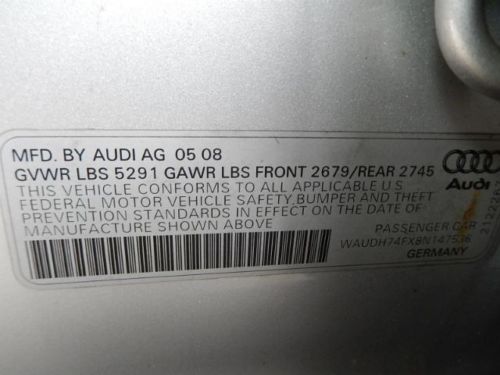 MFD. BY AUDI AG 05 08
GVWR LBS 5291 GAWR LBS FRONT 2679/REAR 2745
THIS VEHICLE CONFORMS TO ALL APPLICABLE U S
FEDERAL MOTOR VEHICLE SAFETY, BUMPER AND THEFT
PREVENTION STANDARDS IN EFFECT ON THE DATE OF
MANUFACTURE SHOWN ABOVE
Audi
PASSENGER CAR
WAUDH74FX8N147536
GERMANY